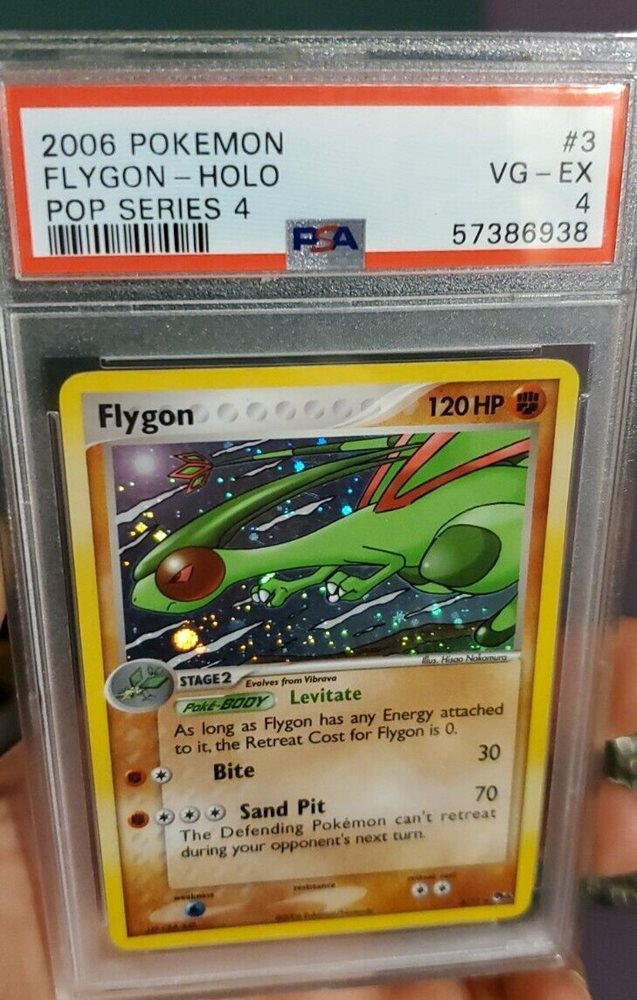 2006 POKEMON #3
FLYGON - HOLO VG - EX
POP SERIES 4 4
PSA 57386938
Flygon 120 HP
Illus. Hisao Nakamura
STAGE 2 Evolves from Vibrava
Poké-BODY Levitate
As long as Flygon has any Energy attached
to it, the Retreat Cost for Flygon is 0.
Bite 30
Sand Pit 70
The Defending Pokémon can't retreat
during your opponent's next turn.
weakness resistance retreat cost